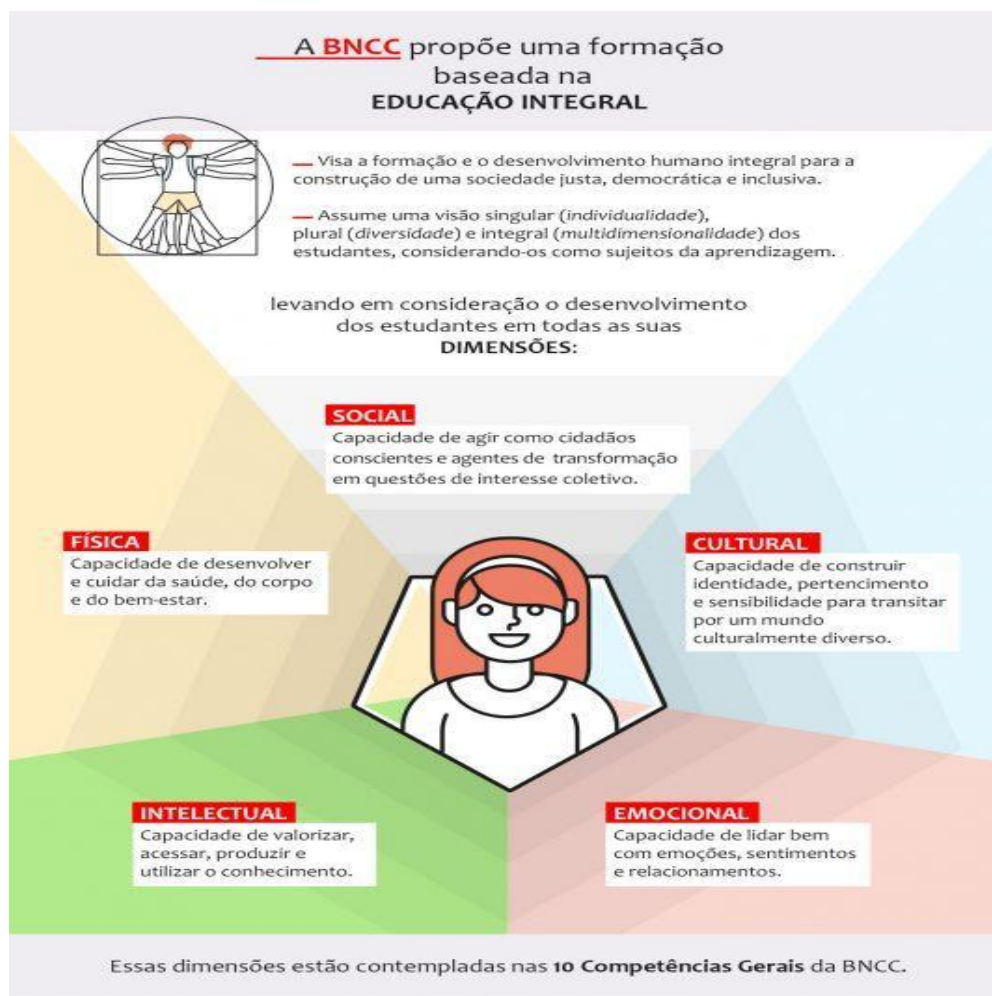 A BNCC propõe uma formação
baseada na
EDUCAÇÃO INTEGRAL
Visa a formação e o desenvolvimento humano integral para a
construção de uma sociedade justa, democrática e inclusiva.
Assume uma visão singular (individualidade),
plural (diversidade) e integral (multidimensionalidade) dos
estudantes, considerando-os como sujeitos da aprendizagem.
levando em consideração o desenvolvimento
dos estudantes em todas as suas
DIMENSÕES:
SOCIAL
Capacidade de agir como cidadãos
conscientes e agentes de transformação
em questões de interesse coletivo.
FÍSICA
Capacidade de desenvolver
e cuidar da saúde, do corpo
e do bem-estar.
CULTURAL
Capacidade de construir
identidade, pertencimento
e sensibilidade para transitar
por um mundo
culturalmente diverso.
INTELECTUAL
Capacidade de valorizar,
acessar, produzir e
utilizar o conhecimento.
EMOCIONAL
Capacidade de lidar bem
com emoções, sentimentos
e relacionamentos.
Essas dimensões estão contempladas nas 10 Competências Gerais da BNCC.